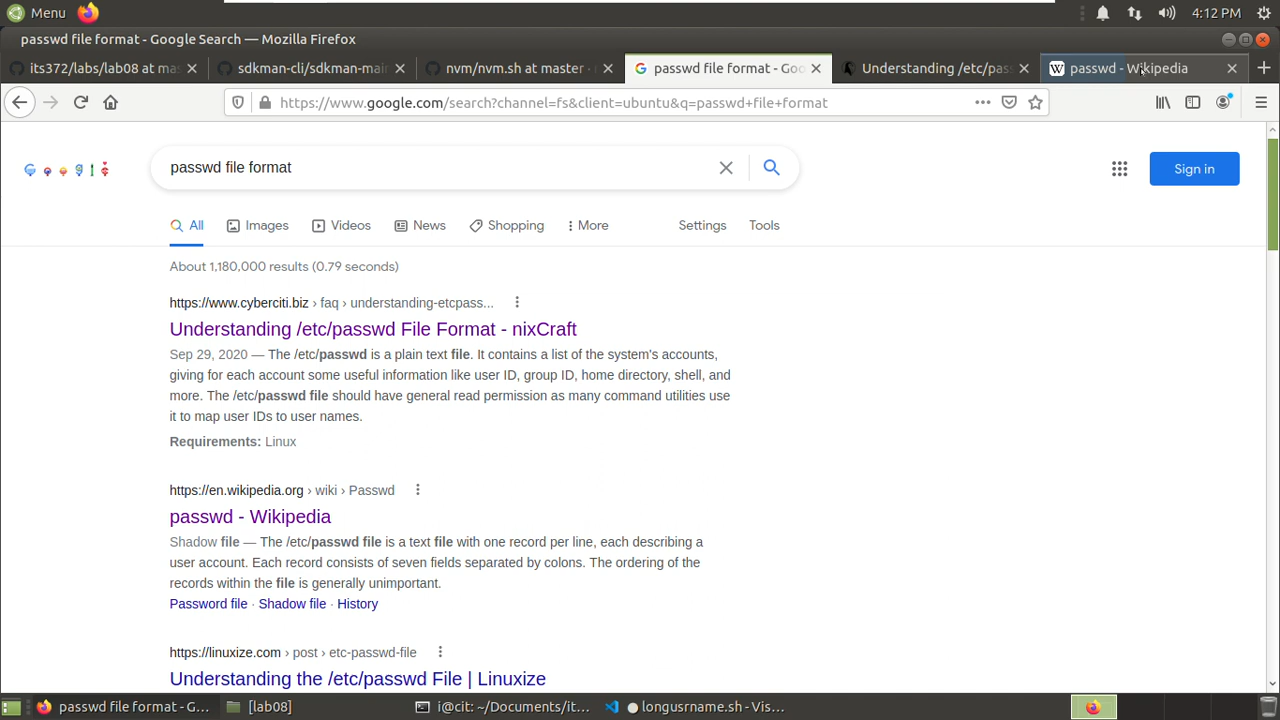 Menu
4:12 PM
passwd file format - Google Search — Mozilla Firefox
its372/labs/lab08 at mas
sdkman-cli/sdkman-main
nvm/nvm.sh at master ·
passwd file format - Goo
Understanding /etc/pass
passwd - Wikipedia
https://www.google.com/search?channel=fs&client=ubuntu&q=passwd+file+format
passwd file format
Sign in
All
Images
Videos
News
Shopping
More
Settings
Tools
About 1,180,000 results (0.79 seconds)
https://www.cyberciti.biz › faq › understanding-etcpass...
Understanding /etc/passwd File Format - nixCraft
Sep 29, 2020 — The /etc/passwd is a plain text file. It contains a list of the system's accounts,
giving for each account some useful information like user ID, group ID, home directory, shell, and
more. The /etc/passwd file should have general read permission as many command utilities use
it to map user IDs to user names.
Requirements: Linux
https://en.wikipedia.org › wiki › Passwd
passwd - Wikipedia
Shadow file — The /etc/passwd file is a text file with one record per line, each describing a
user account. Each record consists of seven fields separated by colons. The ordering of the
records within the file is generally unimportant.
Password file · Shadow file · History
https://linuxize.com › post › etc-passwd-file
Understanding the /etc/passwd File | Linuxize
passwd file format - G...
[lab08]
i@cit: ~/Documents/it...
longusrname.sh - Vis...